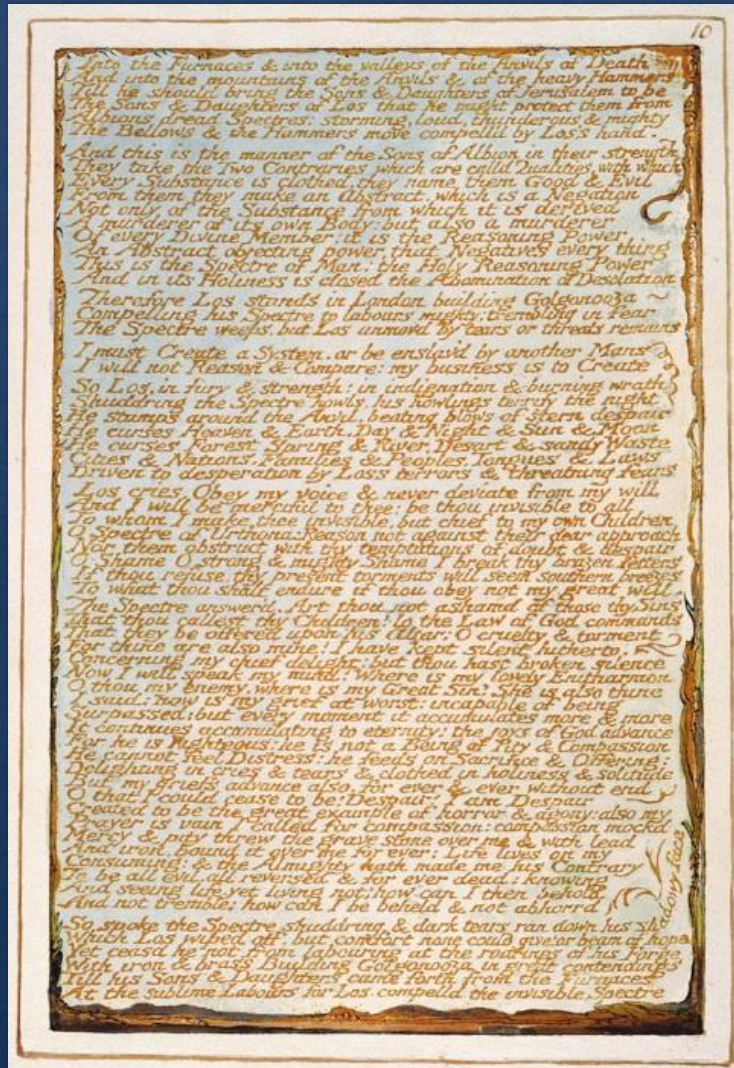 10
Into the Furnaces & into the valleys of the Anvils of Death
And into the mountains of the Anvils & of the heavy Hammers
Till he should bring the Sons & Daughters of Jerusalem to be
The Sons & Daughters of Los that he might protect them from
Albions dread Spectres: storming, loud, thunderous & mighty
The Bellows & the Hammers move compell'd by Los's hand.
And this is the manner of the Sons of Albion in their strength
They take the Two Contraries which are calld Qualities, with which
Every Substance is clothed, they name them Good & Evil
From them they make an Abstract, which is a Negation
Not only of the Substance from which it is derived
A murderer of its own Body: but also a murderer
Of every Divine Member: it is the Reasoning Power
An Abstract objecting power, that Negatives every thing
This is the Spectre of Man: the Holy Reasoning Power
And in its Holiness is closed the Abomination of Desolation
Therefore Los stands in London building Golgonooza
Compelling his Spectre to labours mighty; trembling in fear
The Spectre weeps, but Los unmovd by tears or threats remains
I must Create a System, or be enslav'd by another Mans
I will not Reason & Compare: my business is to Create
So Los, in fury & strength: in indignation & burning wrath
Shuddring the Spectre howls, his howlings terrify the night
He stamps around the Anvil, beating blows of stern despair
He curses Heaven & Earth, Day & Night & Sun & Moon
He curses Forest Spring & River, Desart & sandy Waste
Cities & Nations, Families & Peoples, Tongues & Laws
Driven to desperation by Los's terrors & threatning fears
Los cries, Obey my voice & never deviate from my will
And I will be merciful to thee: be thou invisible to all
To whom I make thee invisible, but chief to my own Children
O Spectre of Urthona: Reason not against their dear approach
Nor them obstruct with thy temptations of doubt & despair
O Shame O strong & mighty Shame I break thy brazen fetters
If thou refuse, thy present torments will seem southern breezes
To what thou shalt endure if thou obey not my great will.
The Spectre answer'd. Art thou not ashamd of those thy Sins
That thou callest thy Children? lo the Law of God commands
That they be offered upon his Altar: O cruelty & torment
For thine are also mine! I have kept silent hitherto,
Concerning my chief delight: but thou hast broken silence
Now I will speak my mind! Where is my lovely Enitharmon
O thou my enemy, where is my Great Sin? She is also thine
I said: now is my grief at worst: incapable of being
Surpassed: but every moment it accumulates more & more
It continues accumulating to eternity! the joys of God advance
For he is Righteous: he is not a Being of Pity & Compassion
He cannot feel Distress: he feeds on Sacrifice & Offering:
Delighting in cries & tears & clothed in holiness & solitude
But my griefs advance also, for ever & ever without end
O that I could cease to be! Despair! I am Despair
Created to be the great example of horror & agony: also my
Prayer is vain I called for compassion: compassion mockd
Mercy & pity threw the grave stone over me & with lead
And iron, bound it over me for ever: Life lives on my
Consuming: & the Almighty hath made me his Contrary
To be all evil, all reversed & for ever dead: knowing
And seeing life, yet living not; how can I then behold
And not tremble; how can I be beheld & not abhorrd
So spoke the Spectre shuddring, & dark tears ran down his sh
adowy face
Which Los wiped off, but comfort none could give! or beam of hope
Yet ceasd he not from labouring at the roarings of his Forge
With iron & brass Building Golgonooza in great contendings
Till his Sons & Daughters came forth from the Furnaces
At the sublime Labours for Los compelld the invisible Spectre